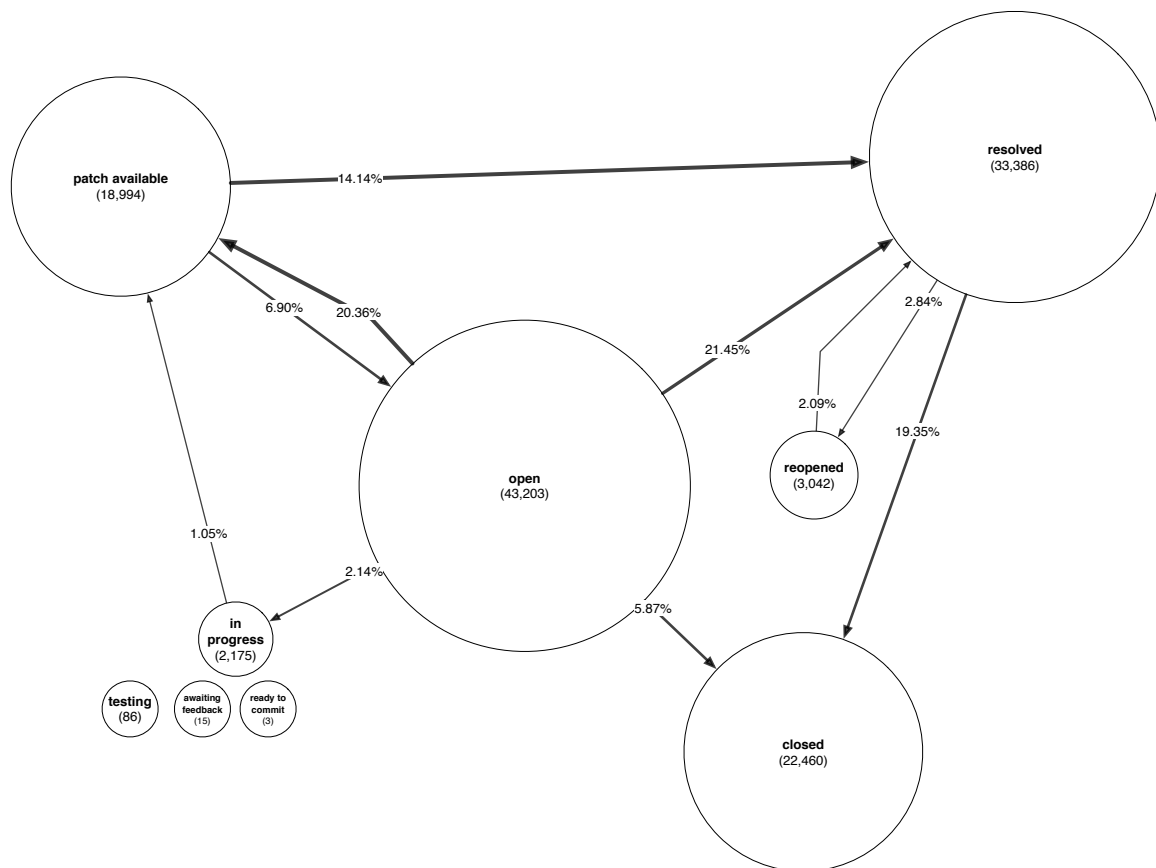 resolved
(33,386)
patch available
(18,994)
14.14%
6.90%
20.36%
2.84%
21.45%
2.09%
19.35%
reopened
(3,042)
open
(43,203)
1.05%
2.14%
5.87%
in
progress
(2,175)
testing
(86)
awaiting
feedback
(15)
ready to
commit
(3)
closed
(22,460)